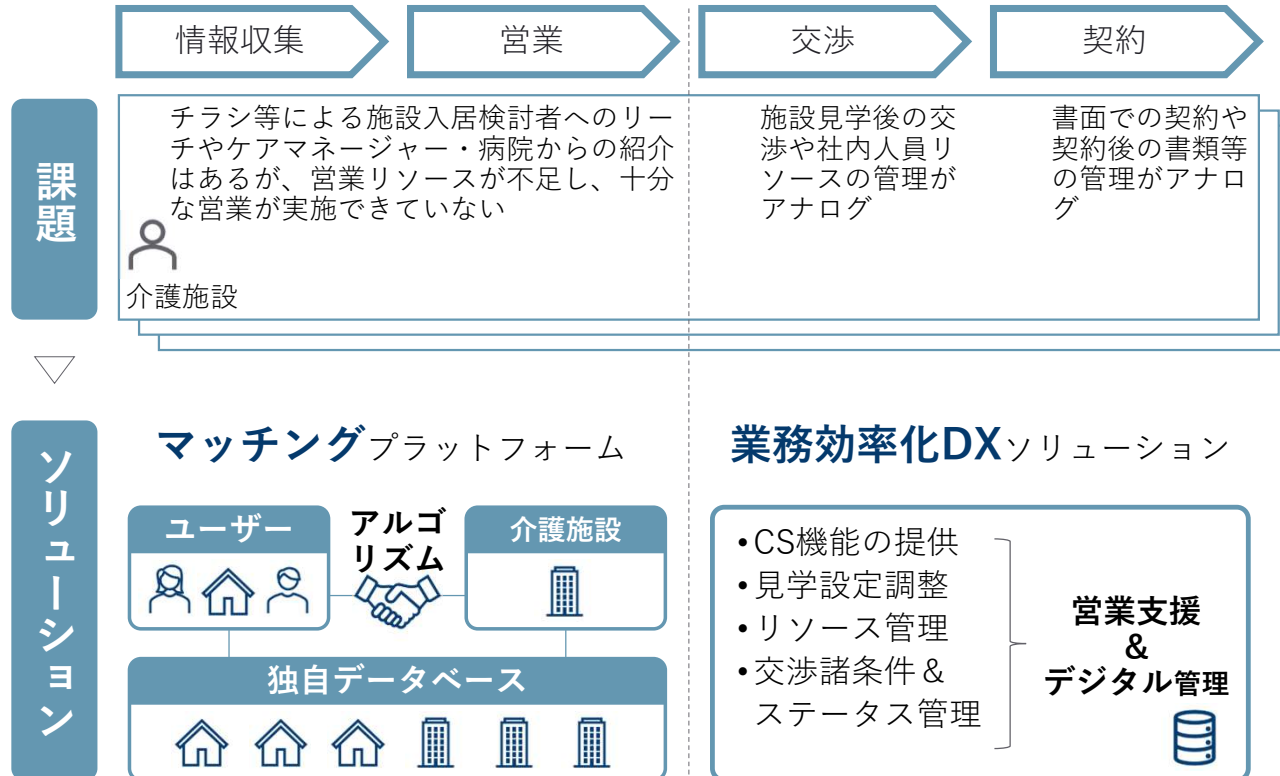 情報収集
営業
交渉
契約
課題
チラシ等による施設入居検討者へのリー
チやケアマネージャー・病院からの紹介
はあるが、営業リソースが不足し、十分
な営業が実施できていない
介護施設
施設見学後の交
渉や社内人員リ
ソースの管理が
アナログ
書面での契約や
契約後の書類等
の管理がアナロ
グ
ソリューション
マッチングプラットフォーム
ユーザー
アルゴ
リズム
介護施設
独自データベース
業務効率化DXソリューション
•CS機能の提供
•見学設定調整
•リソース管理
•交渉諸条件＆
ステータス管理
営業支援
&
デジタル管理